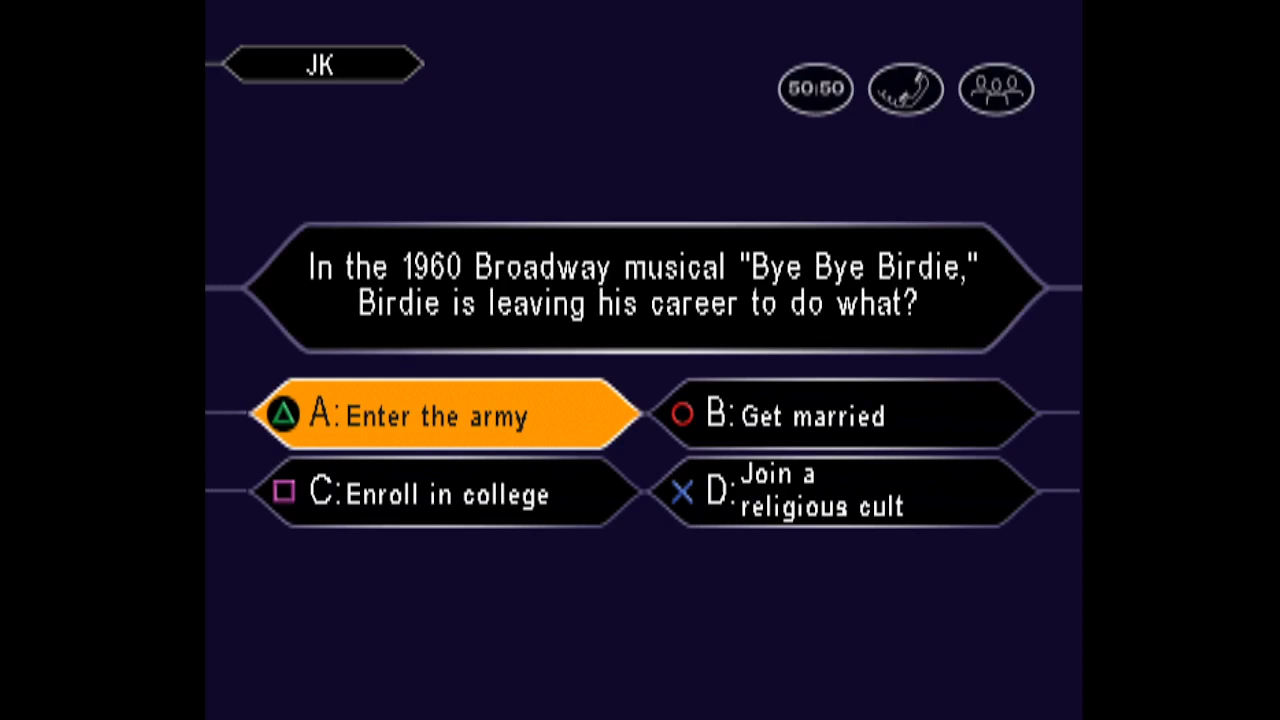 JK
50:50
In the 1960 Broadway musical "Bye Bye Birdie,"
Birdie is leaving his career to do what?
A: Enter the army
B: Get married
C: Enroll in college
D: Join a
religious cult